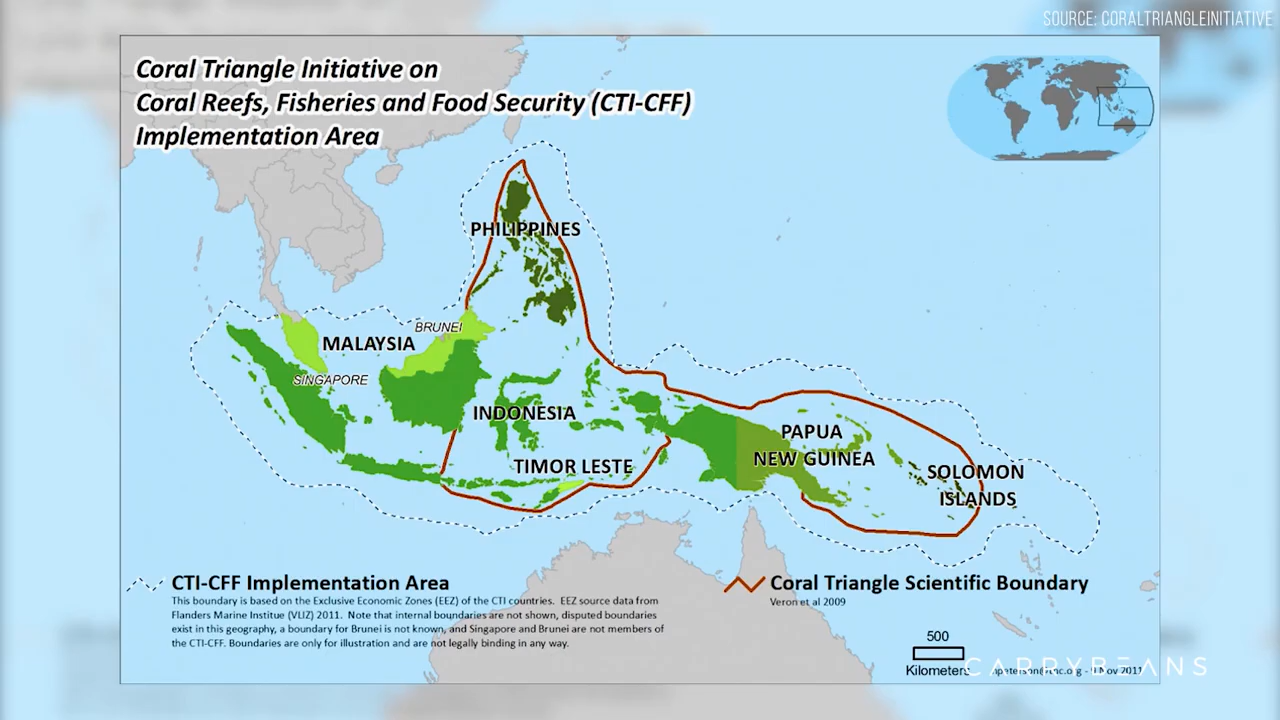 SOURCE: CORALTRIANGLEINITIATIVE
Coral Triangle Initiative on
Coral Reefs, Fisheries and Food Security (CTI-CFF)
Implementation Area
PHILIPPINES
BRUNEI
MALAYSIA
SINGAPORE
INDONESIA
PAPUA
NEW GUINEA
TIMOR LESTE
SOLOMON
ISLANDS
CTI-CFF Implementation Area
This boundary is based on the Exclusive Economic Zones (EEZ) of the CTI countries. EEZ source data from
Flanders Marine Institue (VLIZ) 2011. Note that internal boundaries are not shown, disputed boundaries
exist in this geography, a boundary for Brunei is not known, and Singapore and Brunei are not members of
the CTI-CFF. Boundaries are only for illustration and are not legally binding in any way.
Coral Triangle Scientific Boundary
Veron et al 2009
500
Kilometers
CARRYBEANS
Nov 2011